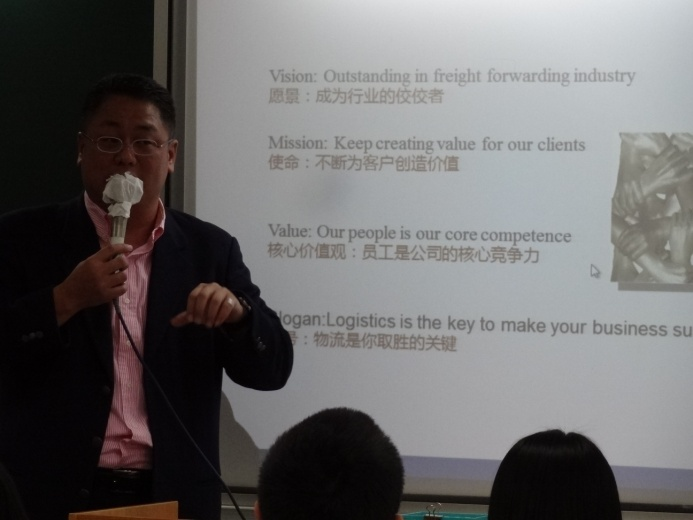 Vision: Outstanding in freight forwarding industry
愿景：成为行业的佼佼者
Mission: Keep creating value for our clients
使命：不断为客户创造价值
Value: Our people is our core competence
核心价值观：员工是公司的核心竞争力
logan:Logistics is the key to make your business su
号：物流是你取胜的关键